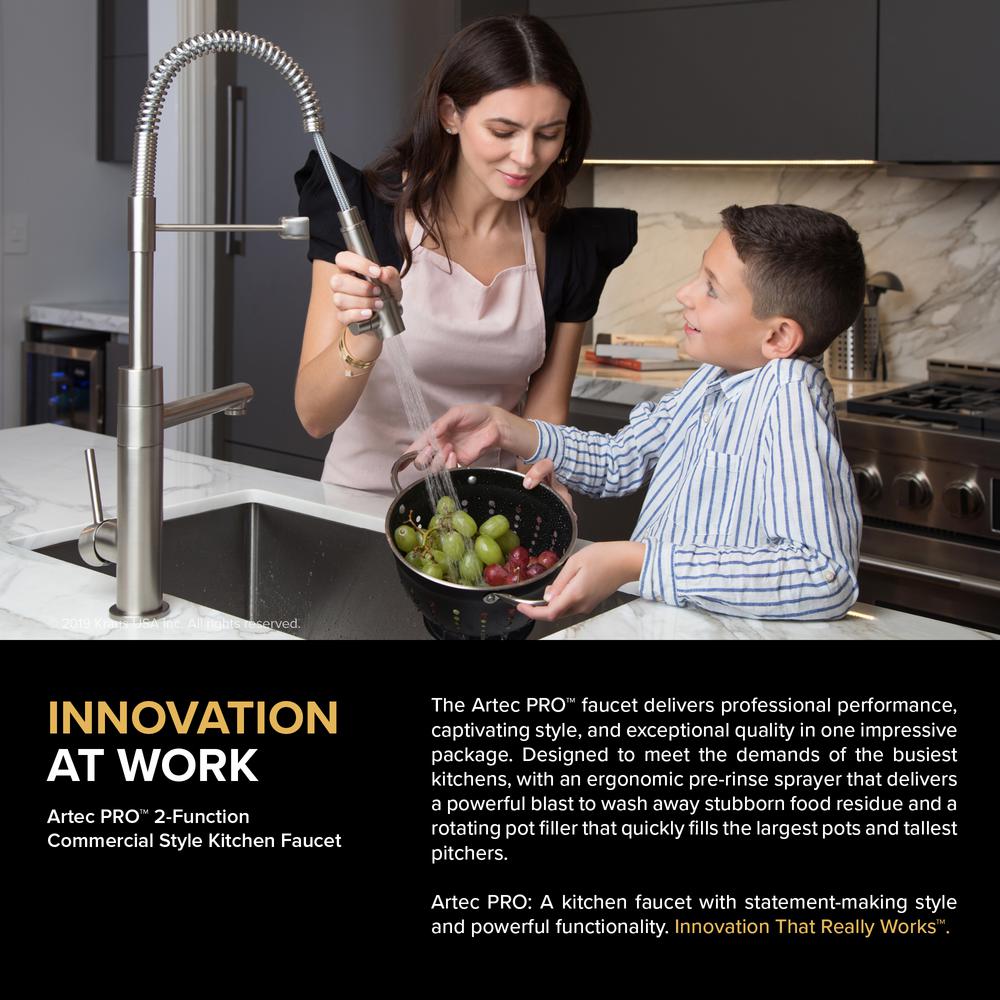 © 2019 Kraus USA Inc. All rights reserved.
INNOVATION
AT WORK
Artec PRO™ 2-Function
Commercial Style Kitchen Faucet
The Artec PRO™ faucet delivers professional performance,
captivating style, and exceptional quality in one impressive
package. Designed to meet the demands of the busiest
kitchens, with an ergonomic pre-rinse sprayer that delivers
a powerful blast to wash away stubborn food residue and a
rotating pot filler that quickly fills the largest pots and tallest
pitchers.
Artec PRO: A kitchen faucet with statement-making style
and powerful functionality. Innovation That Really Works™.